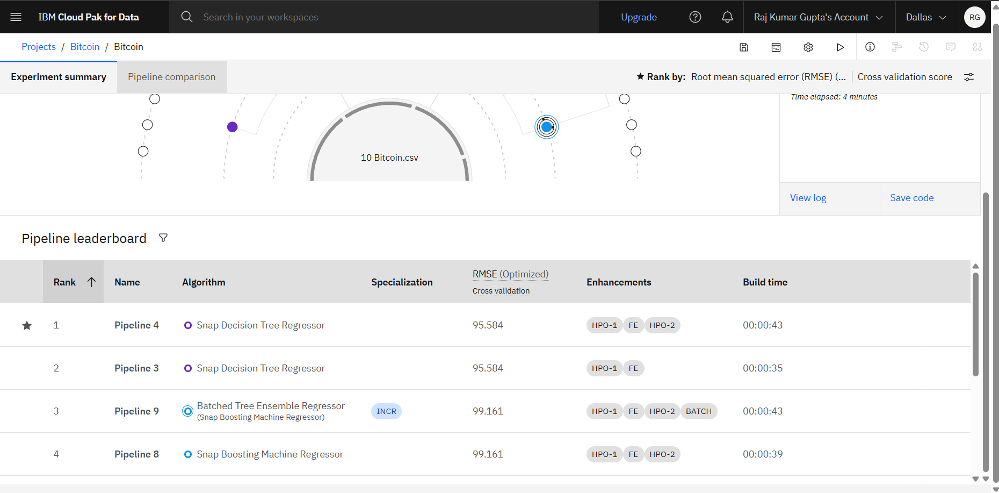 IBM Cloud Pak for Data
Search in your workspaces
Upgrade
Raj Kumar Gupta's Account
Dallas
RG
Projects / Bitcoin / Bitcoin
Experiment summary
Pipeline comparison
Rank by: Root mean squared error (RMSE) (... | Cross validation score
Time elapsed: 4 minutes
10 Bitcoin.csv
View log
Save code
Pipeline leaderboard
Rank Name Algorithm Specialization RMSE (Optimized) Enhancements Build time
Cross validation
1 Pipeline 4 Snap Decision Tree Regressor 95.584 HPO-1 FE HPO-2 00:00:43
2 Pipeline 3 Snap Decision Tree Regressor 95.584 HPO-1 FE 00:00:35
3 Pipeline 9 Batched Tree Ensemble Regressor INCR 99.161 HPO-1 FE HPO-2 BATCH 00:00:43
(Snap Boosting Machine Regressor)
4 Pipeline 8 Snap Boosting Machine Regressor 99.161 HPO-1 FE HPO-2 00:00:39